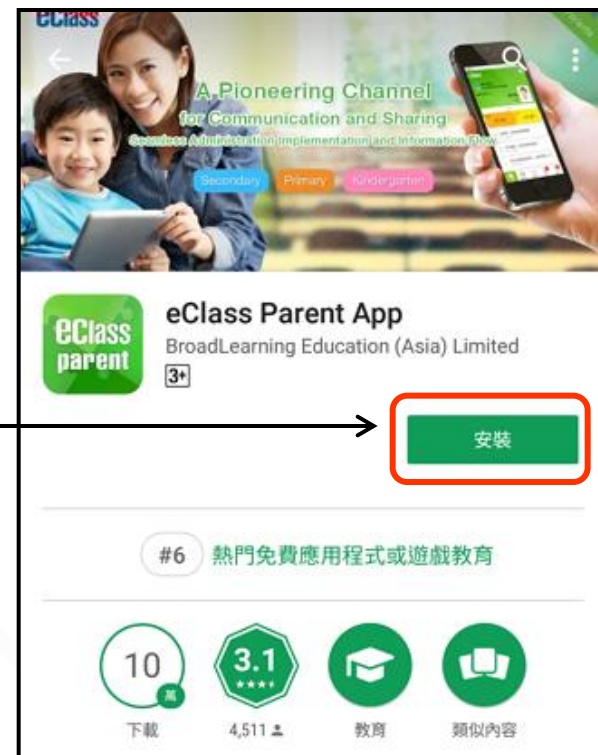 eClass
A Pioneering Channel
for Communication and Sharing
Seamless Administration Implementation and Information Flow
Secondary Primary Kindergarten
eClass
parent
eClass Parent App
BroadLearning Education (Asia) Limited
3+
安裝
#6 熱門免費應用程式或遊戲教育
10
萬
3.1
下載 4,511 教育 類似內容